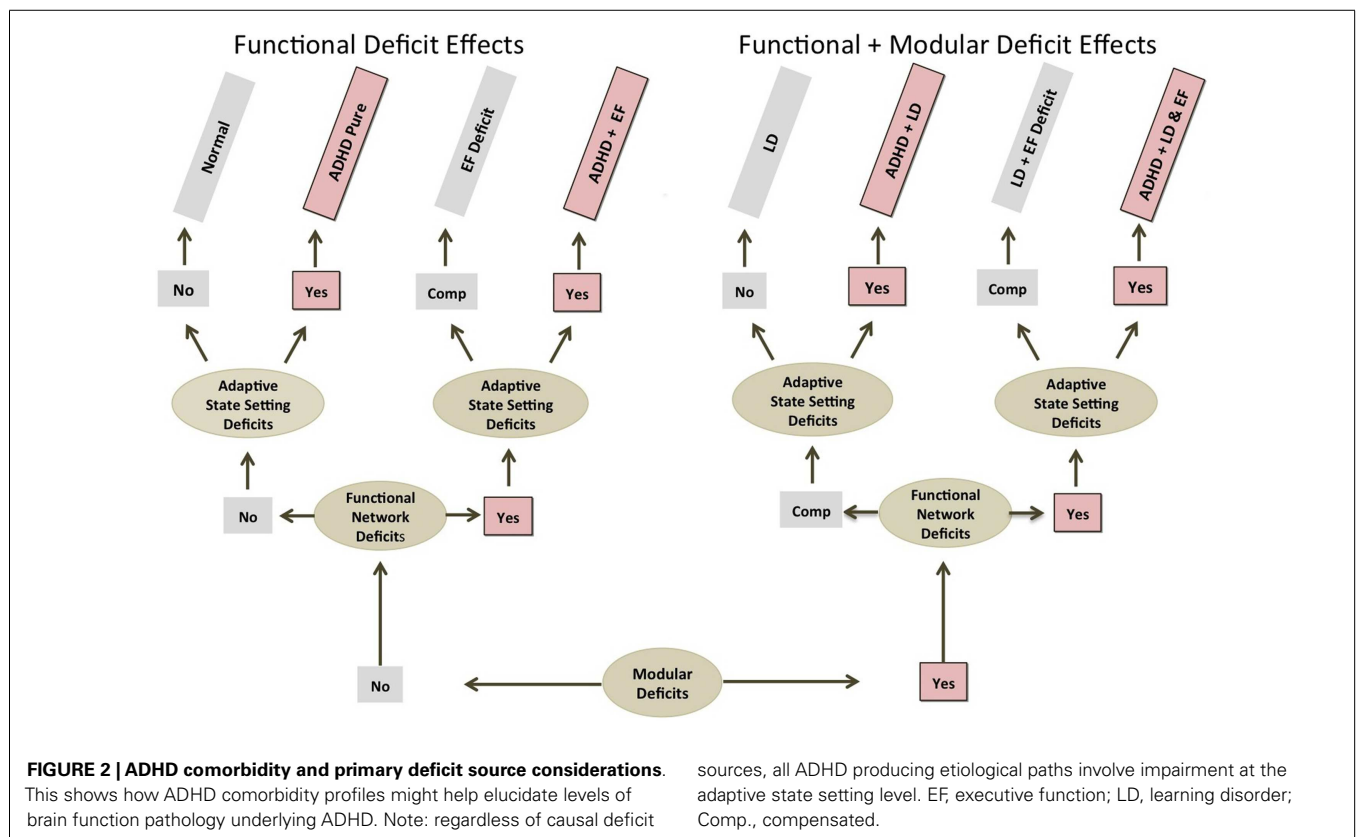 Functional Deficit Effects
Functional + Modular Deficit Effects
Normal
ADHD Pure
EF Deficit
ADHD + EF
LD
ADHD + LD
LD + EF Deficit
ADHD + LD & EF
No
Yes
Comp
Yes
No
Yes
Comp
Yes
Adaptive
State Setting
Deficits
Adaptive
State Setting
Deficits
Adaptive
State Setting
Deficits
Adaptive
State Setting
Deficits
No
Functional
Network
Deficits
Yes
Comp
Functional
Network
Deficits
Yes
No
Modular
Deficits
Yes
FIGURE 2 | ADHD comorbidity and primary deficit source considerations.
This shows how ADHD comorbidity profiles might help elucidate levels of
brain function pathology underlying ADHD. Note: regardless of causal deficit
sources, all ADHD producing etiological paths involve impairment at the
adaptive state setting level. EF, executive function; LD, learning disorder;
Comp., compensated.